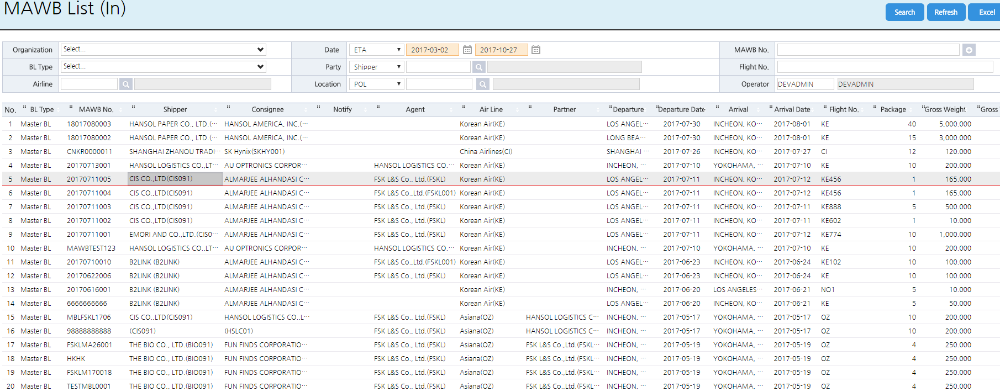 MAWB List (In)
Search Refresh Excel
Organization Select... Date ETA 2017-03-02 2017-10-27 MAWB No.
BL Type Select... Party Shipper Flight No.
Airline Location POL Operator DEVADMIN DEVADMIN
No. BL Type MAWB No. Shipper Consignee Notify Agent Air Line Partner Departure Departure Date Arrival Arrival Date Flight No. Package Gross Weight Gross
1 Master BL 18017080003 HANSOL PAPER CO., LTD.(… HANSOL AMERICA, INC.(… Korean Air(KE) LOS ANGEL… 2017-07-30 INCHEON, KO… 2017-08-01 KE 40 5,000.000
2 Master BL 18017080002 HANSOL PAPER CO., LTD.(… HANSOL AMERICA, INC.(… Korean Air(KE) LONG BEA… 2017-07-30 INCHEON, KO… 2017-08-01 KE 15 3,000.000
3 Master BL CNKR0000011 SHANGHAI ZHANOU TRADI… SK Hynix(SKHY001) China Airlines(CI) SHANGHAI … 2017-07-26 INCHEON, KO… 2017-07-27 CI 12 120.000
4 Master BL 20170713001 HANSOL LOGISTICS CO.,LT… AU OPTRONICS CORPOR… HANSOL LOGISTICS CO.… Korean Air(KE) INCHEON, … 2017-07-10 YOKOHAMA, … 2017-07-10 KE 10 200.000
5 Master BL 20170711005 CIS CO.,LTD(CIS091) ALMARJEE ALHANDASI C… FSK L&S Co., Ltd.(FSKL) Korean Air(KE) LOS ANGEL… 2017-07-11 INCHEON, KO… 2017-07-12 KE456 1 165.000
6 Master BL 20170711004 CIS CO.,LTD(CIS091) ALMARJEE ALHANDASI C… FSK L&S Co.,Ltd.(FSKL001) Korean Air(KE) LOS ANGEL… 2017-07-11 INCHEON, KO… 2017-07-12 KE456 1 165.000
7 Master BL 20170711003 CIS CO.,LTD(CIS091) ALMARJEE ALHANDASI C… FSK L&S Co., Ltd.(FSKL) Korean Air(KE) LOS ANGEL… 2017-07-11 INCHEON, KO… 2017-07-11 KE888 5 500.000
8 Master BL 20170711002 CIS CO.,LTD(CIS091) ALMARJEE ALHANDASI C… FSK L&S Co., Ltd.(FSKL) Korean Air(KE) LOS ANGEL… 2017-07-11 INCHEON, KO… 2017-07-11 KE602 1 10.000
9 Master BL 20170711001 EMORI AND CO.,LTD.(CIS0… ALMARJEE ALHANDASI C… FSK L&S Co., Ltd.(FSKL) Korean Air(KE) LOS ANGEL… 2017-07-11 INCHEON, KO… 2017-07-12 KE774 10 1,000.000
10 Master BL MAWBTEST123 HANSOL LOGISTICS CO.,LT… AU OPTRONICS CORPOR… HANSOL LOGISTICS CO.… Korean Air(KE) INCHEON, … 2017-07-10 YOKOHAMA, … 2017-07-10 KE 10 200.000
11 Master BL 20170710010 B2LINK (B2LINK) ALMARJEE ALHANDASI C… FSK L&S Co.,Ltd.(FSKL001) Korean Air(KE) LOS ANGEL… 2017-06-23 INCHEON, KO… 2017-06-24 KE102 10 100.000
12 Master BL 20170622006 B2LINK (B2LINK) ALMARJEE ALHANDASI C… FSK L&S Co., Ltd.(FSKL) Korean Air(KE) LOS ANGEL… 2017-06-23 INCHEON, KO… 2017-06-24 KE 10 100.000
13 Master BL 20170616001 B2LINK (B2LINK) ALMARJEE ALHANDASI C… Korean Air(KE) INCHEON, … 2017-06-20 LOS ANGELES… 2017-06-21 NO1 5 10.000
14 Master BL 6666666666 B2LINK (B2LINK) ALMARJEE ALHANDASI C… Korean Air(KE) LOS ANGEL… 2017-06-20 INCHEON, KO… 2017-06-21 KE 5 50.000
15 Master BL MBLFSKL1706 CIS CO.,LTD(CIS091) HANSOL LOGISTICS CO.,L… FSK L&S Co., Ltd.(FSKL) Asiana(OZ) HANSOL LOGISTICS C… INCHEON, … 2017-05-17 YOKOHAMA, … 2017-05-17 OZ 10 200.000
16 Master BL 98888888888 (CIS091) (HSLC01) FSK L&S Co., Ltd.(FSKL) Asiana(OZ) HANSOL LOGISTICS C… INCHEON, … 2017-05-17 YOKOHAMA, … 2017-05-17 OZ 10 200.000
17 Master BL FSKLMA26001 THE BIO CO., LTD.(BIO091) FUN FINDS CORPORATIO… FSK L&S Co., Ltd.(FSKL) Asiana(OZ) FSK L&S Co.,Ltd.(FSKL… INCHEON, … 2017-05-19 YOKOHAMA, … 2017-05-19 OZ 4 250.000
18 Master BL HKHK THE BIO CO., LTD.(BIO091) FUN FINDS CORPORATIO… FSK L&S Co., Ltd.(FSKL) Asiana(OZ) FSK L&S Co.,Ltd.(FSKL… INCHEON, … 2017-05-19 YOKOHAMA, … 2017-05-19 OZ 4 250.000
19 Master BL FSKLM170018 THE BIO CO., LTD.(BIO091) FUN FINDS CORPORATIO… FSK L&S Co., Ltd.(FSKL) Asiana(OZ) FSK L&S Co.,Ltd.(FSKL… INCHEON, … 2017-05-19 YOKOHAMA, … 2017-05-19 OZ 4 250.000
20 Master BL TESTMBL0001 THE BIO CO., LTD.(BIO091) FUN FINDS CORPORATIO… FSK L&S Co., Ltd.(FSKL) Asiana(OZ) FSK L&S Co.,Ltd.(FSKL… INCHEON, … 2017-05-19 YOKOHAMA, … 2017-05-19 OZ 4 250.000